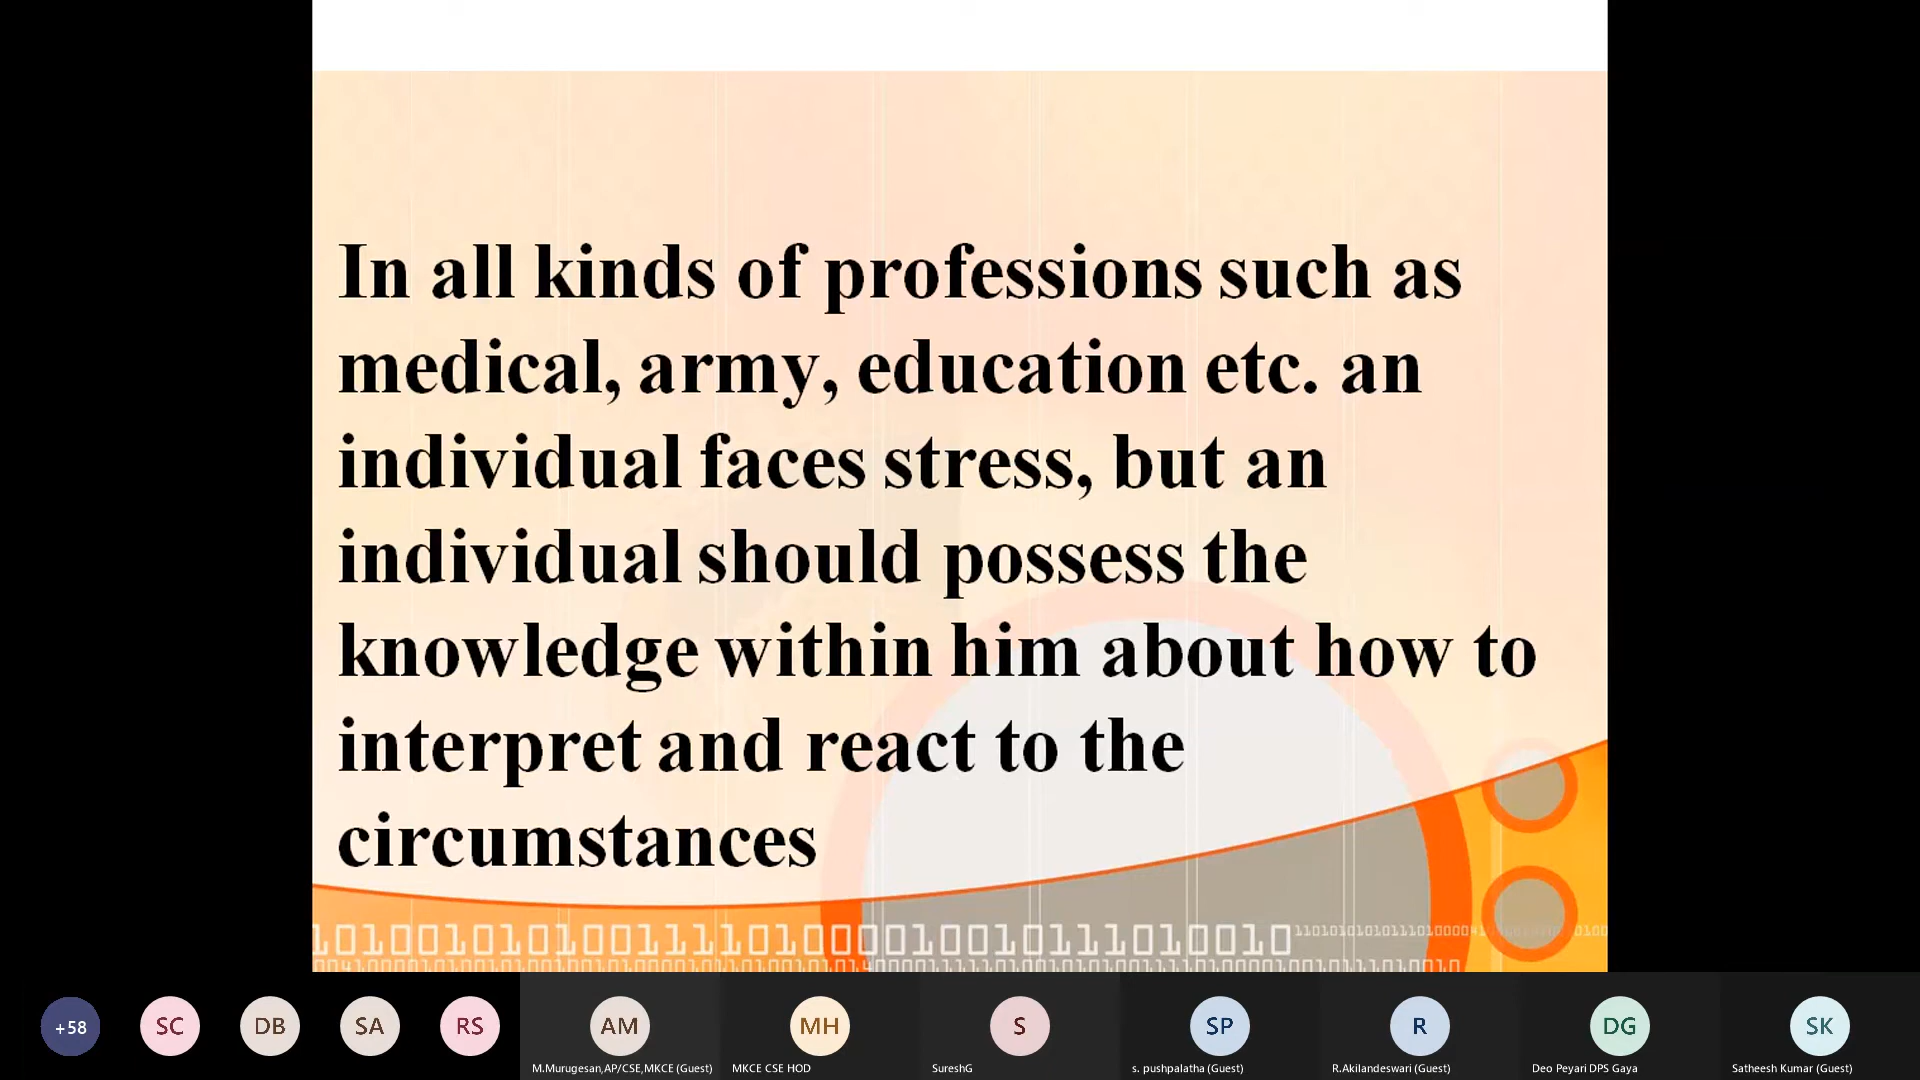 In all kinds of professions such as
medical, army, education etc. an
individual faces stress, but an
individual should possess the
knowledge within him about how to
interpret and react to the
circumstances
+58
SC
DB
SA
RS
AM
MH
S
SP
R
DG
SK
M.Murugesan,AP/CSE,MKCE (Guest)
MKCE CSE HOD
SureshG
s. pushpalatha (Guest)
R.Akilandeswari (Guest)
Deo Peyari DPS Gaya
Satheesh Kumar (Guest)